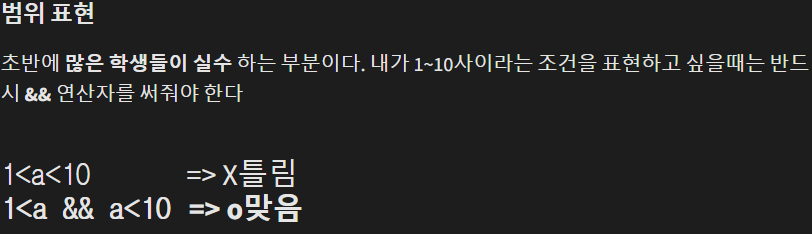 범위 표현
초반에 많은 학생들이 실수 하는 부분이다. 내가 1~10사이라는 조건을 표현하고 싶을때는 반드
시 && 연산자를 써줘야 한다
1<a<10 => X틀림
1<a && a<10 => o맞음